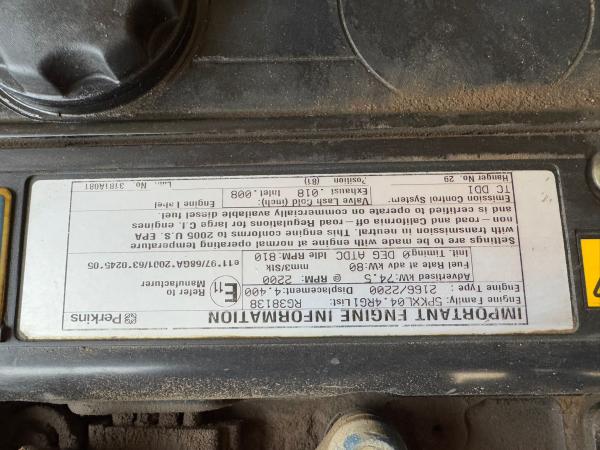 IMPORTANT ENGINE INFORMATION
Perkins
Engine Family: 5PKXL04.4RG1
List: RG38138
Engine Type: 2166/2200
Displacement: 4.400
Advertised kW: 74.5 @ RPM: 2200
Fuel Rate at adv kW: 80 mm3/stk
Init. Timing: 0 DEG ATDC Idle RPM: 810
E11
Refer to Manufacturer
e11*97/68GA*2001/63*0245*05
Settings are to be made with engine at normal operating temperature
with transmission in neutral. This engine conforms to 2005 U.S. EPA
non-road and California off-road Regulations for large C.I. engines
and is certified to operate on commercially available diesel fuel.
Emission Control System:
TC DDI
Valve Lash Cold (inch):
Exhaust .018 Inlet .008
Engine Label
Hanger No. 29
Position (81)
No. 3181A081